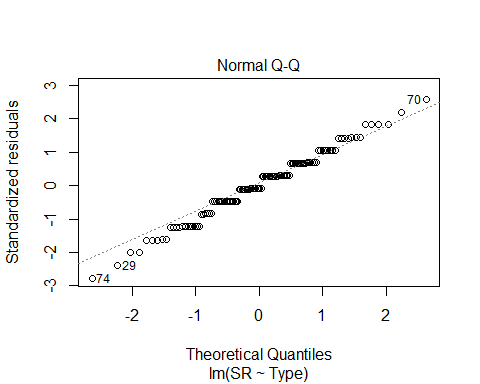 Normal Q-Q
Standardized residuals
3
2
1
0
-1
-2
-3
70
29
74
-2 -1 0 1 2
Theoretical Quantiles
lm(SR ~ Type)